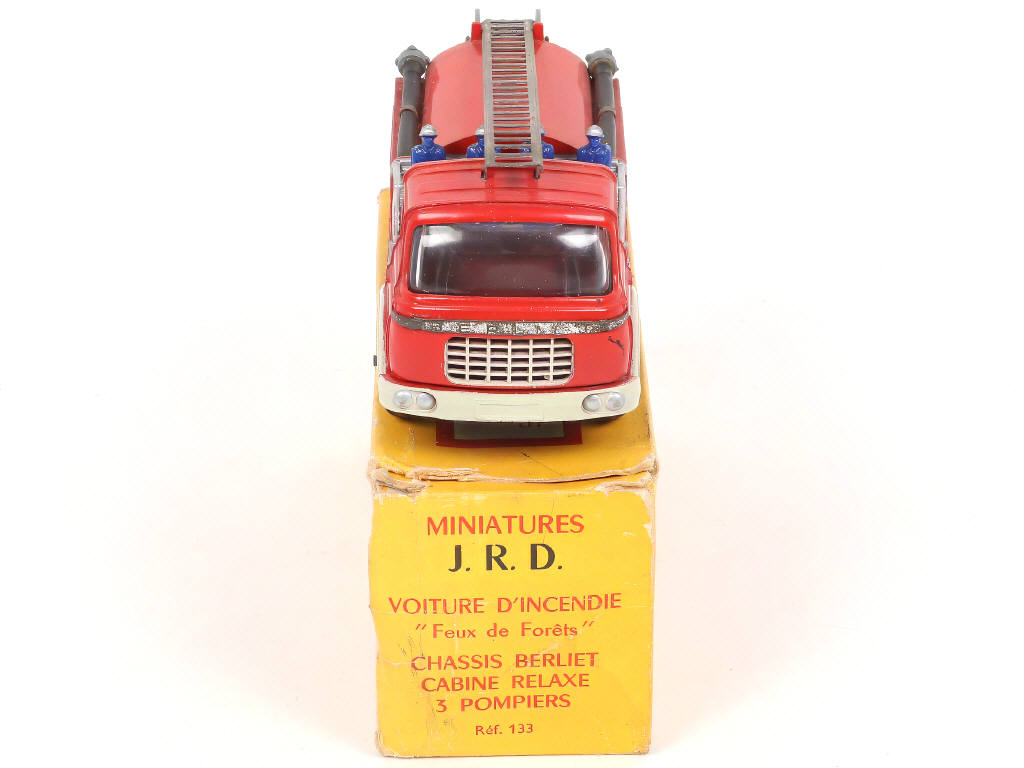 MINIATURES
J. R. D.
VOITURE D'INCENDIE
"Feux de Forêts"
CHASSIS BERLIET
CABINE RELAXE
3 POMPIERS
Réf. 133